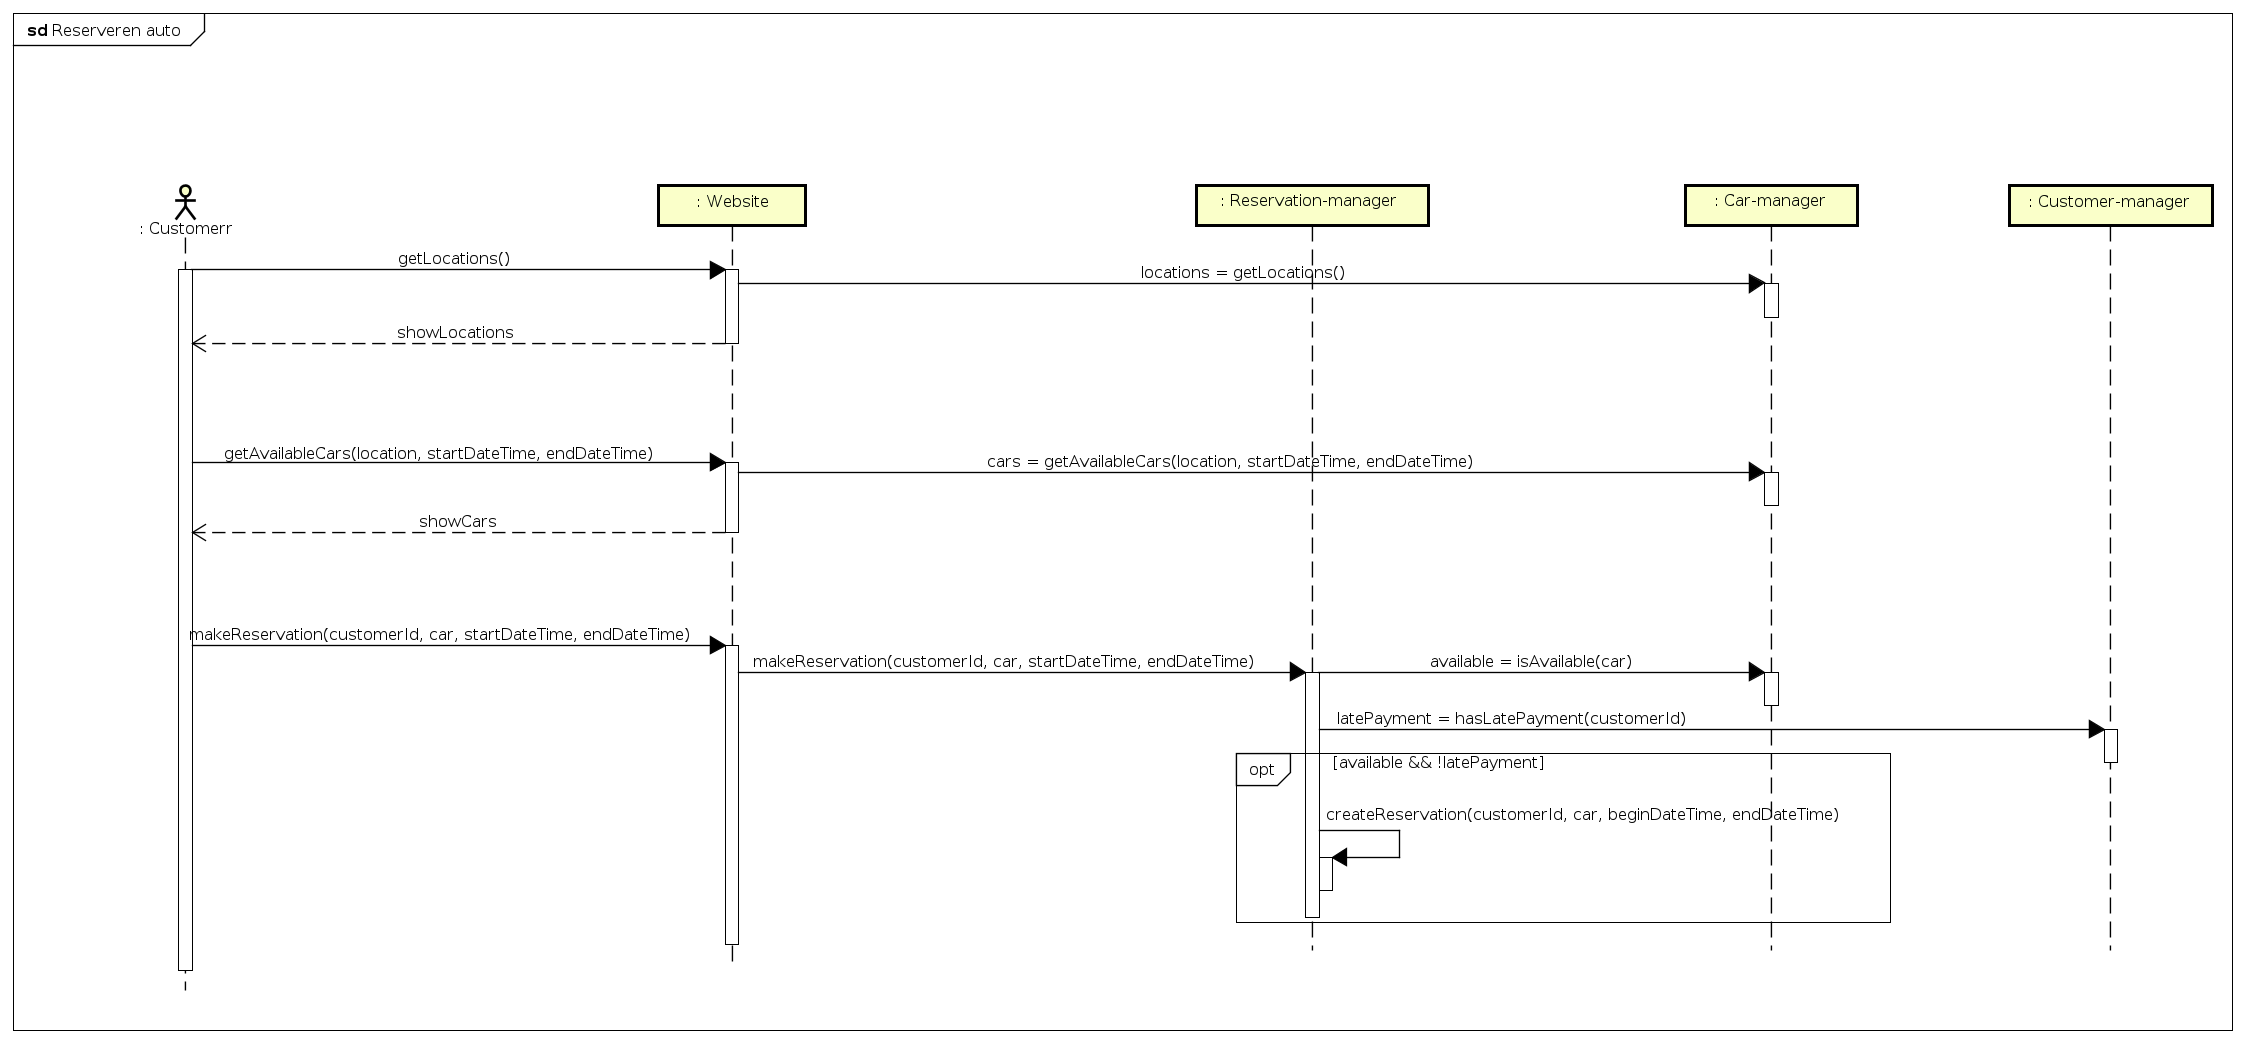 sd Reserveren auto
: Customerr
: Website
: Reservation-manager
: Car-manager
: Customer-manager
getLocations()
locations = getLocations()
showLocations
getAvailableCars(location, startDateTime, endDateTime)
cars = getAvailableCars(location, startDateTime, endDateTime)
showCars
makeReservation(customerId, car, startDateTime, endDateTime)
makeReservation(customerId, car, startDateTime, endDateTime)
available = isAvailable(car)
latePayment = hasLatePayment(customerId)
opt
[available && !latePayment]
createReservation(customerId, car, beginDateTime, endDateTime)